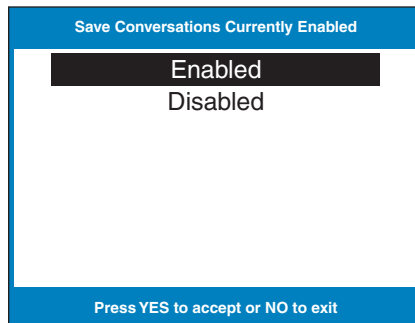 Save Conversations Currently Enabled
Enabled
Disabled
Press YES to accept or NO to exit